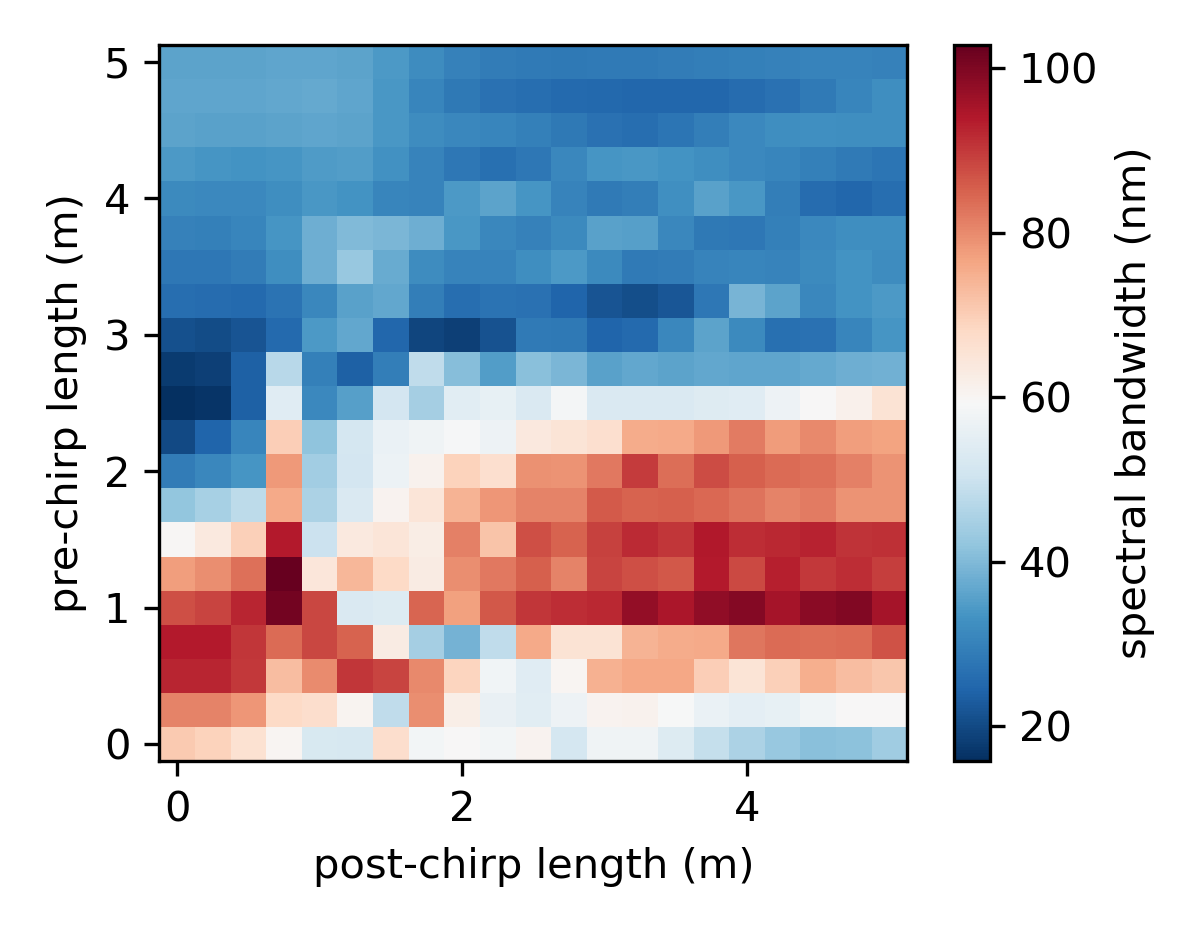 5
4
3
2
1
0
pre-chirp length (m)
0 2 4
post-chirp length (m)
100
80
60
40
20
spectral bandwidth (nm)